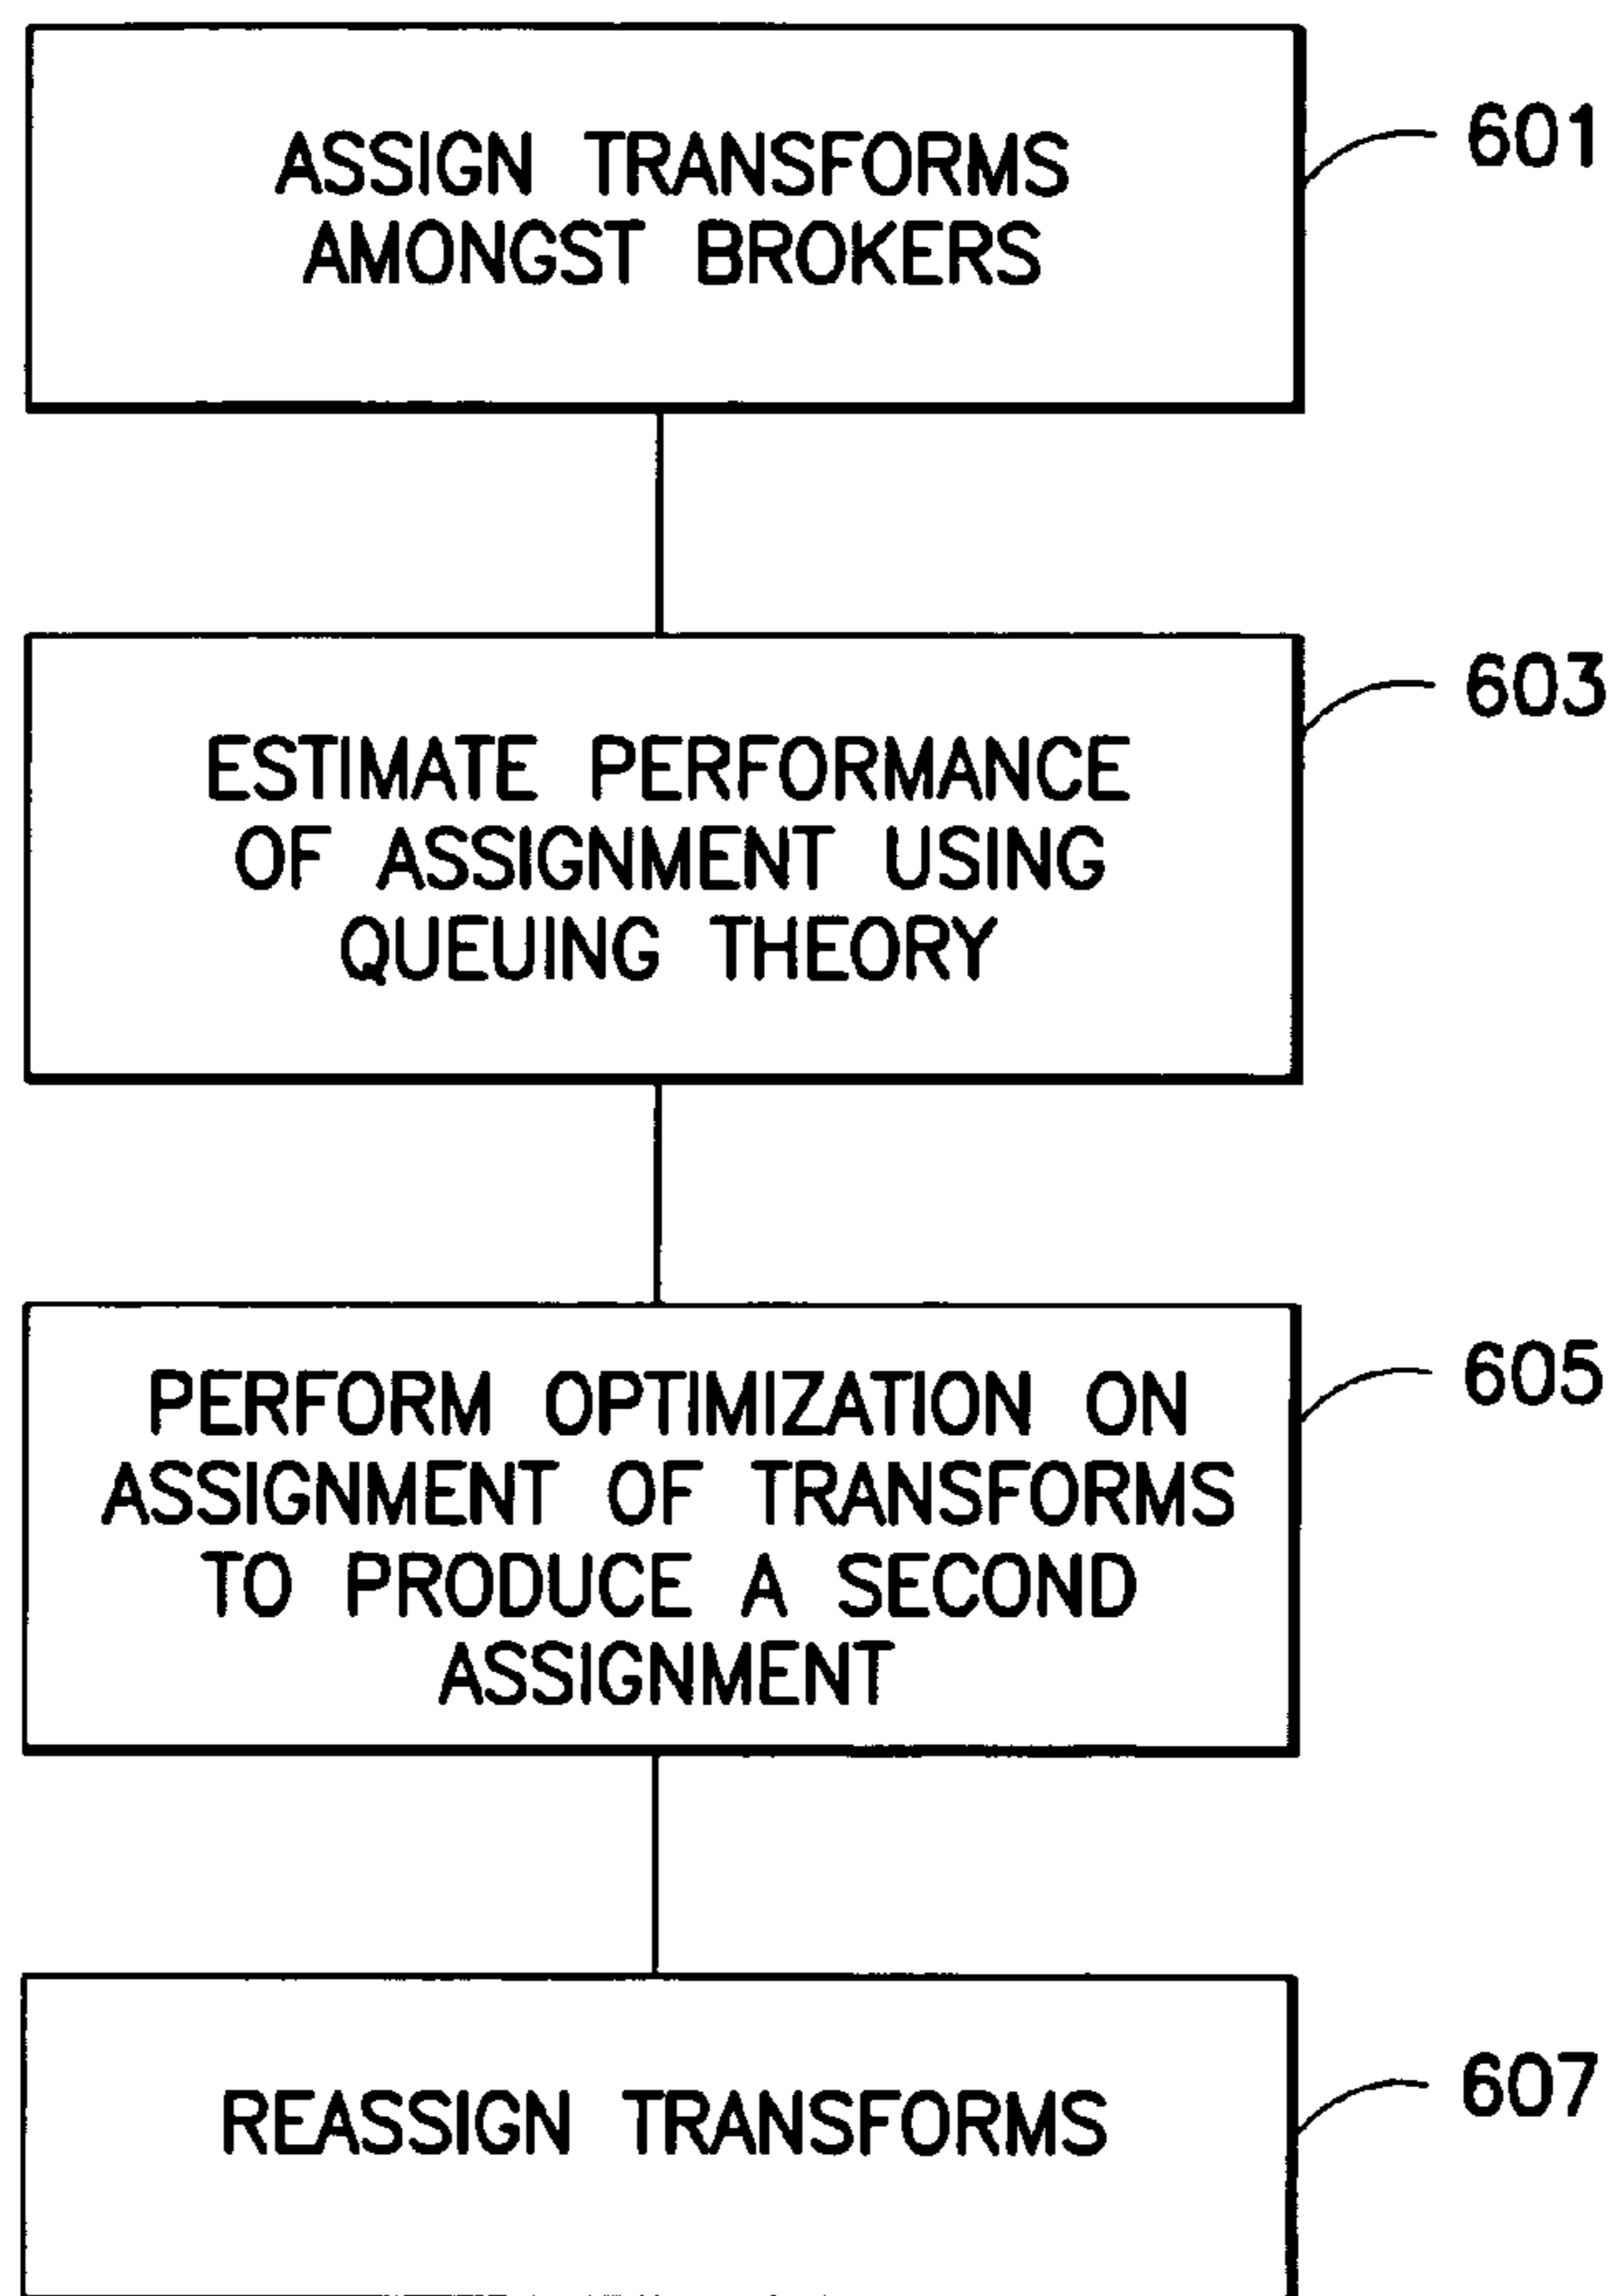 ASSIGN TRANSFORMS
AMONGST BROKERS
601
ESTIMATE PERFORMANCE
OF ASSIGNMENT USING
QUEUING THEORY
603
PERFORM OPTIMIZATION ON
ASSIGNMENT OF TRANSFORMS
TO PRODUCE A SECOND
ASSIGNMENT
605
REASSIGN TRANSFORMS
607